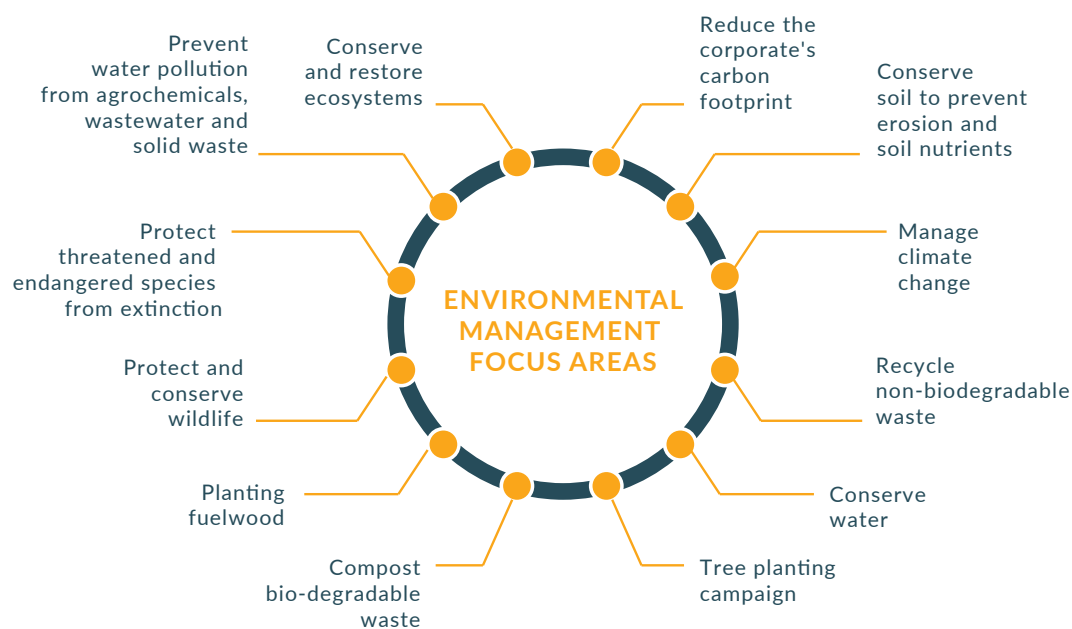 Prevent
water pollution
from agrochemicals,
wastewater and
solid waste
Conserve
and restore
ecosystems
Reduce the
corporate's
carbon
footprint
Conserve
soil to prevent
erosion and
soil nutrients
Protect
threatened and
endangered species
from extinction
Manage
climate
change
ENVIRONMENTAL
MANAGEMENT
FOCUS AREAS
Protect and
conserve
wildlife
Recycle
non-biodegradable
waste
Planting
fuelwood
Conserve
water
Compost
bio-degradable
waste
Tree planting
campaign